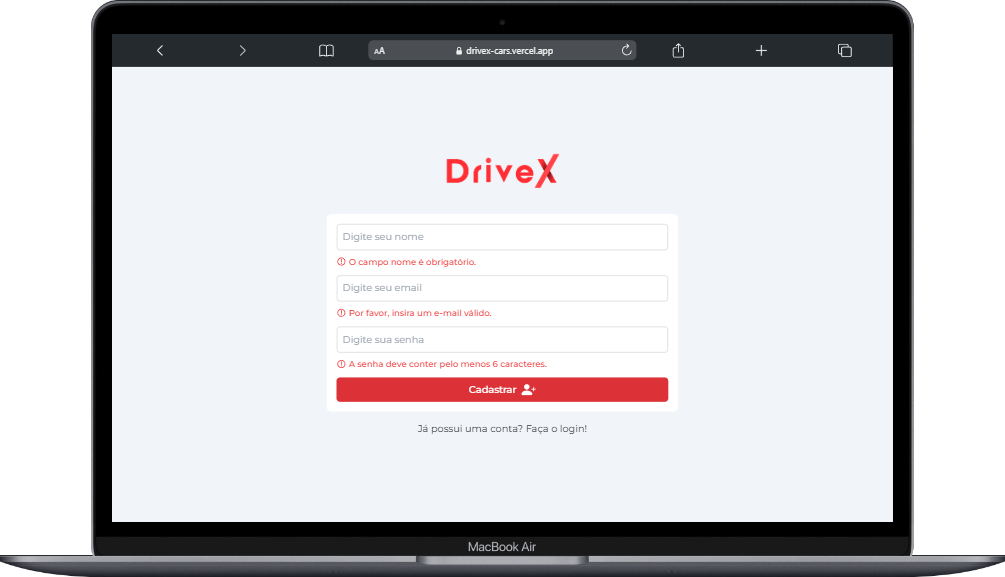 AA
drivex-cars.vercel.app
DriveX
Digite seu nome
O campo nome é obrigatório.
Digite seu email
Por favor, insira um e-mail válido.
Digite sua senha
A senha deve conter pelo menos 6 caracteres.
Cadastrar
Já possui uma conta? Faça o login!
MacBook Air